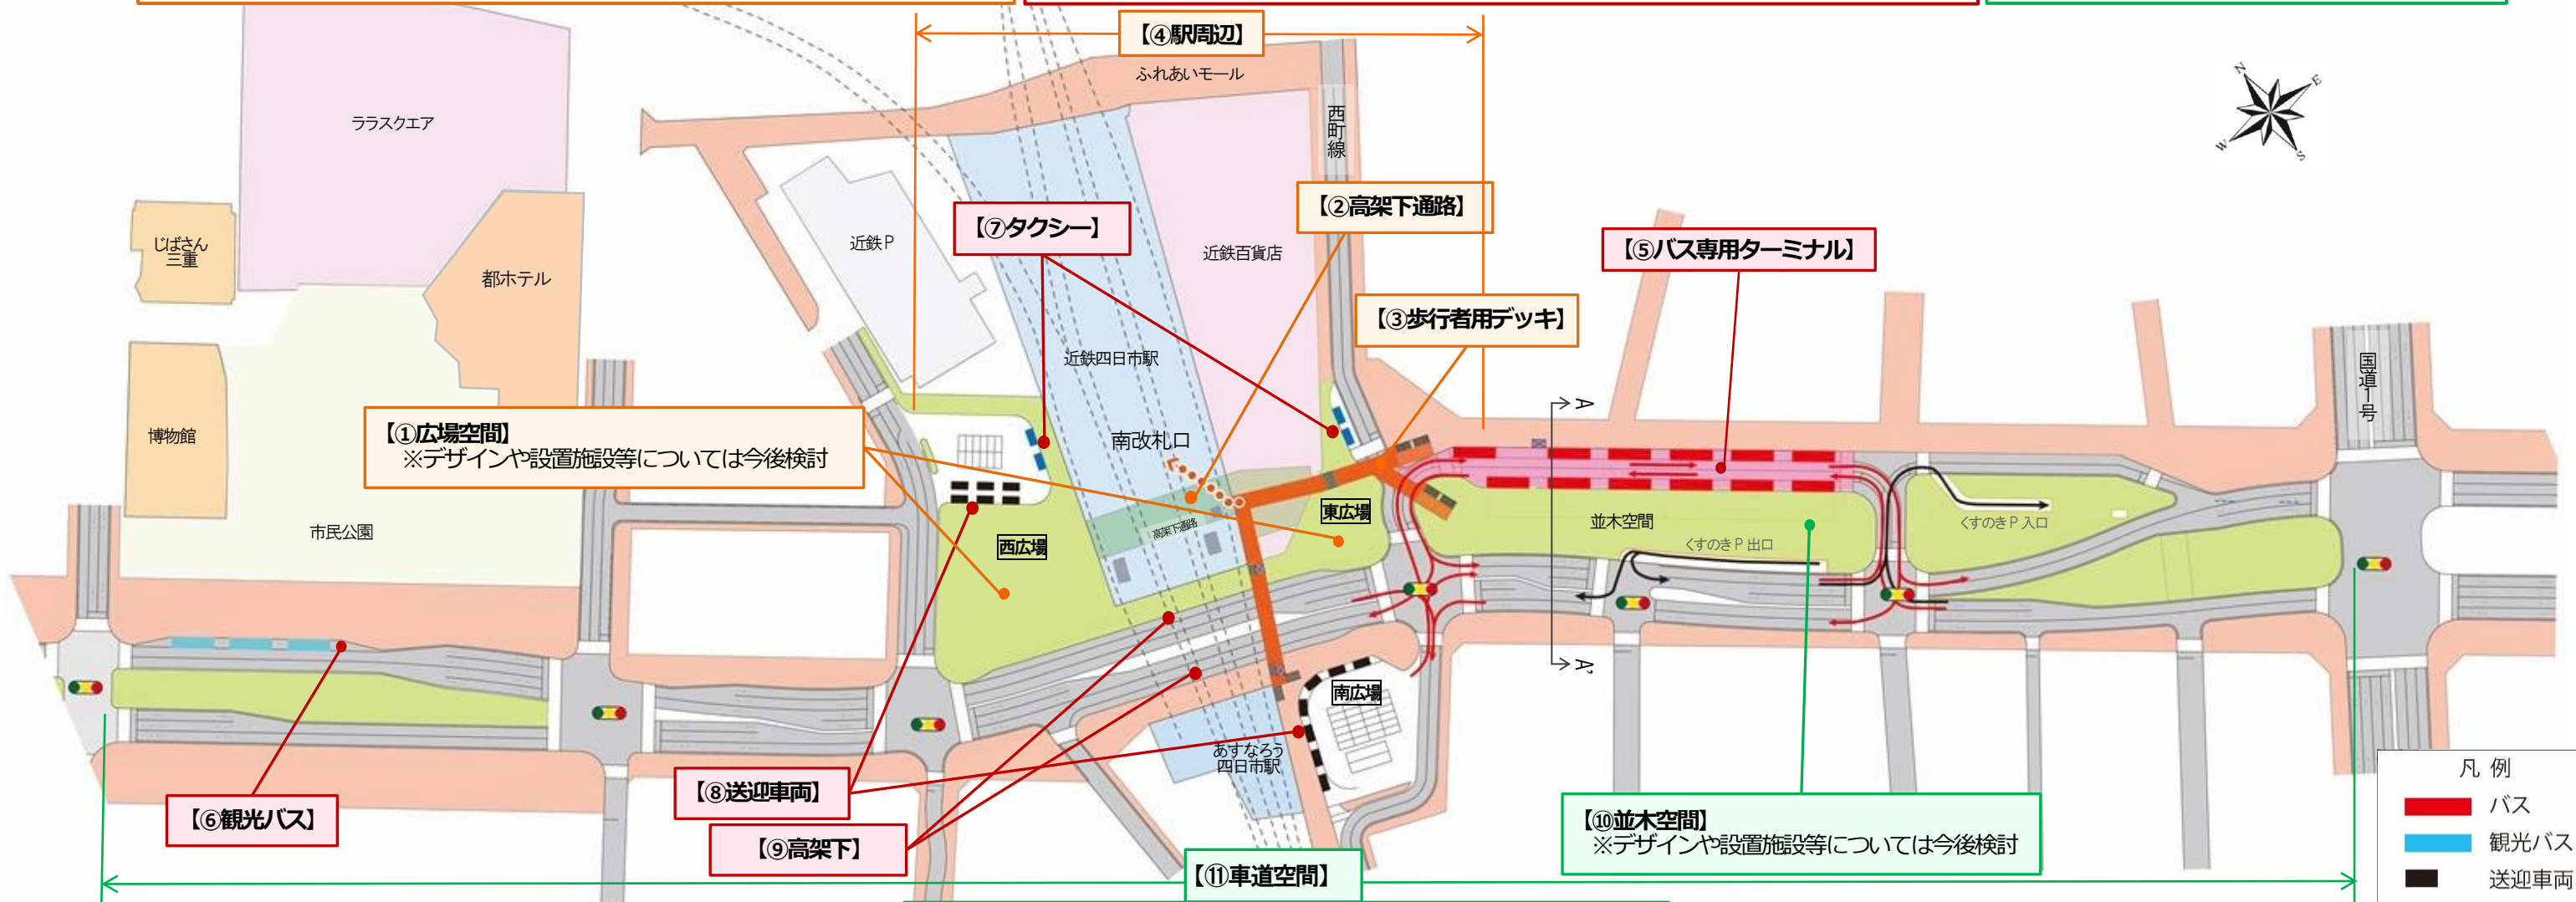 【④駅周辺】
ふれあいモール
N
E
W
S
ララスクエア
西町線
【②高架下通路】
【⑦タクシー】
近鉄P
近鉄百貨店
【⑤バス専用ターミナル】
じばさん
三重
都ホテル
【③歩行者用デッキ】
近鉄四日市駅
国道1号
A
【①広場空間】
※デザインや設置施設等については今後検討
博物館
南改札口
東広場
並木空間
くすのきP 入口
高架下通路
市民公園
西広場
くすのきP 出口
A'
南広場
あすなろう
四日市駅
【⑧送迎車両】
【⑥観光バス】
【⑨高架下】
【⑩並木空間】
※デザインや設置施設等については今後検討
【⑪車道空間】
凡 例
バス
観光バス
送迎車両